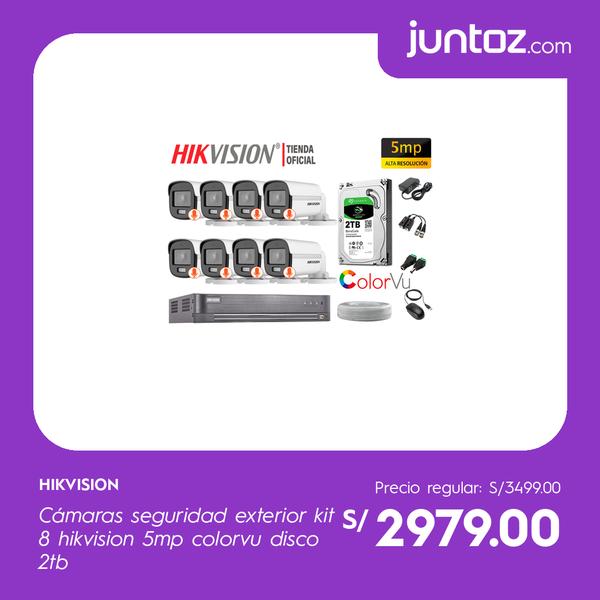 juntoz.com
HIKVISION® TIENDA OFICIAL
5mp
ALTA RESOLUCIÓN
2TB
ColorVu
HIKVISION
Precio regular: S/3499.00
Cámaras seguridad exterior kit
8 hikvision 5mp colorvu disco
2tb
S/ 2979.00